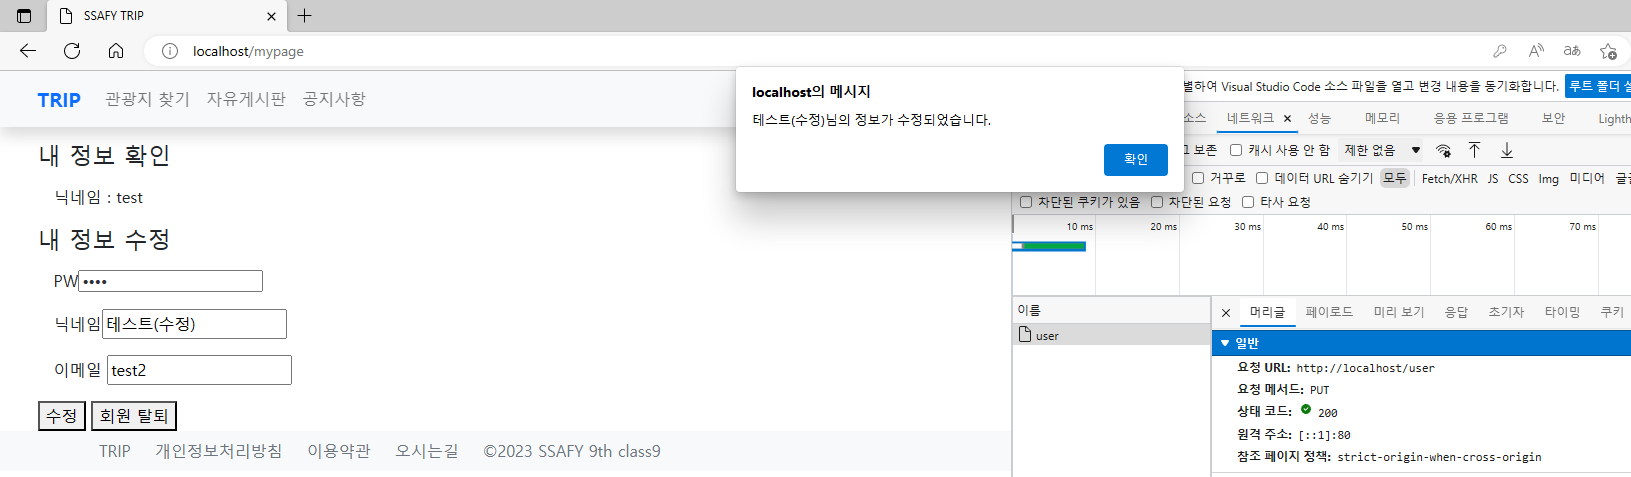 SSAFY TRIP
localhost/mypage
TRIP 관광지 찾기 자유게시판 공지사항
localhost의 메시지
테스트(수정)님의 정보가 수정되었습니다.
확인
별하여 Visual Studio Code 소스 파일을 열고 변경 내용을 동기화합니다. 루트 폴더
소스 네트워크 성능 메모리 응용 프로그램 보안 Lighth
보존 캐시 사용 안 함 제한 없음
거꾸로 데이터 URL 숨기기 모두 Fetch/XHR JS CSS Img 미디어 글꼴
차단된 쿠키가 있음 차단된 요청 타사 요청
10 ms 20 ms 30 ms 40 ms 50 ms 60 ms 70 ms
내 정보 확인
닉네임 : test
내 정보 수정
PW ••••
닉네임 테스트(수정)
이메일 test2
수정 회원 탈퇴
TRIP 개인정보처리방침 이용약관 오시는길 ©2023 SSAFY 9th class9
이름
user
머리글 페이로드 미리 보기 응답 초기자 타이밍 쿠키
일반
요청 URL: http://localhost/user
요청 메서드: PUT
상태 코드: 200
원격 주소: [::1]:80
참조 페이지 정책: strict-origin-when-cross-origin